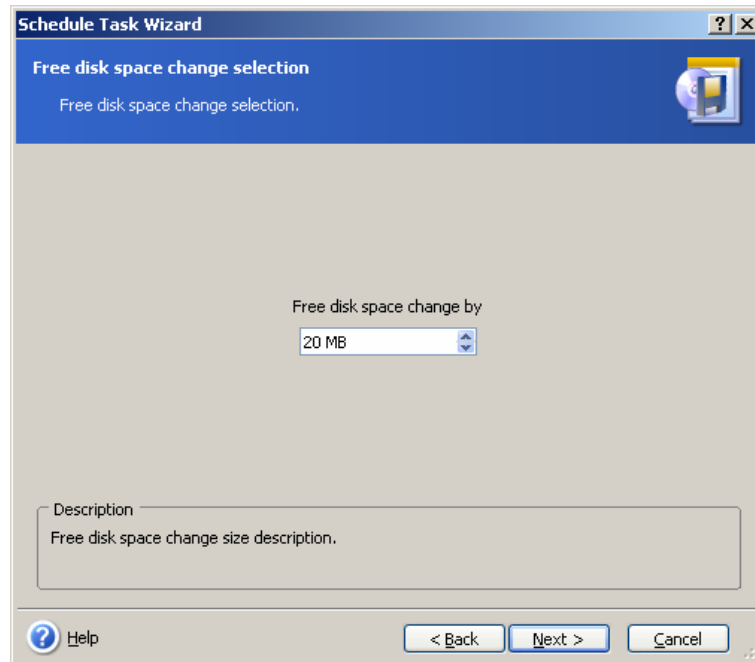 Schedule Task Wizard
Free disk space change selection
Free disk space change selection.
Free disk space change by
20 MB
Description
Free disk space change size description.
Help
< Back
Next >
Cancel